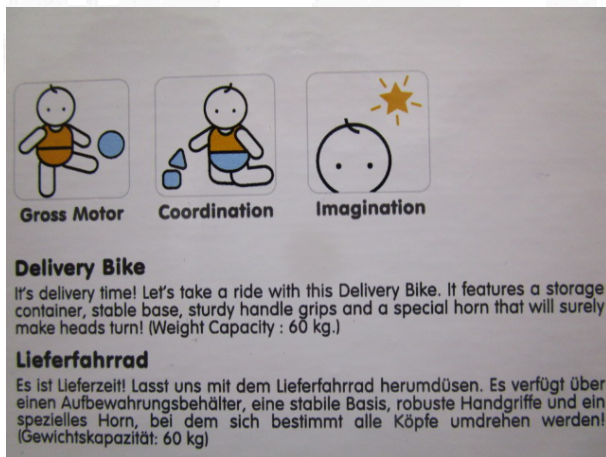 Gross Motor
Coordination
Imagination
Delivery Bike
It's delivery time! Let's take a ride with this Delivery Bike. It features a storage
container, stable base, sturdy handle grips and a special horn that will surely
make heads turn! (Weight Capacity : 60 kg.)
Lieferfahrrad
Es ist Lieferzeit! Lasst uns mit dem Lieferfahrrad herumdüsen. Es verfügt über
einen Aufbewahrungsbehälter, eine stabile Basis, robuste Handgriffe und ein
spezielles Horn, bei dem sich bestimmt alle Köpfe umdrehen werden!
(Gewichtskapazität: 60 kg)